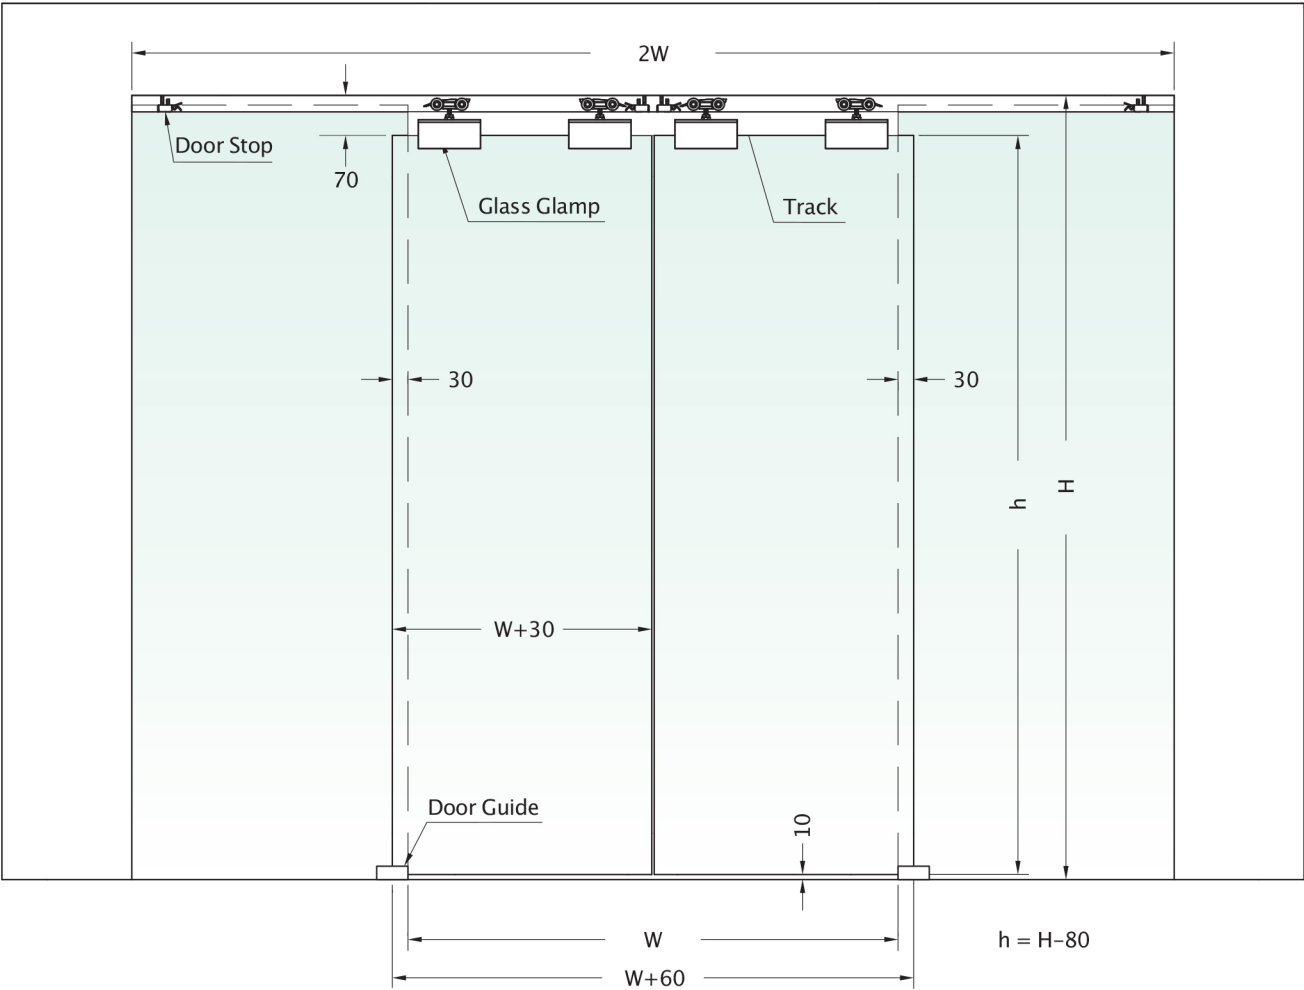 2W
Door Stop
70
Glass Glamp
Track
30
30
h
H
W+30
Door Guide
10
W
h = H–80
W+60